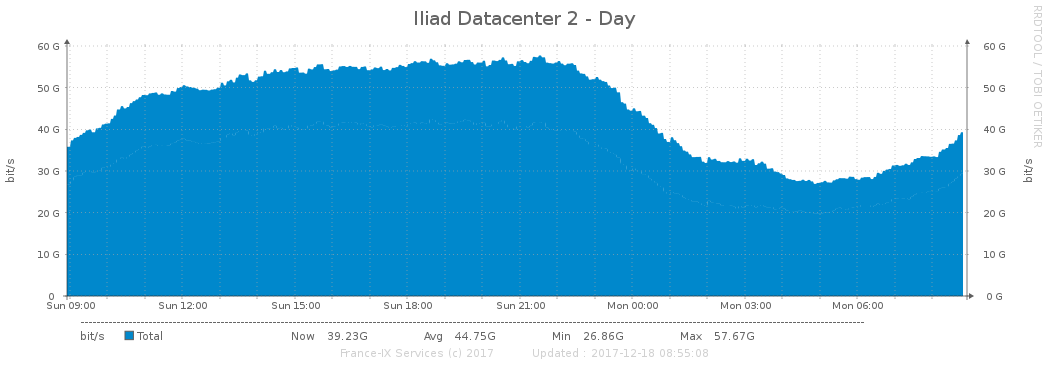 Iliad Datacenter 2 - Day
RRDTOOL / TOBI OETIKER
bit/s
60 G 60 G
50 G 50 G
40 G 40 G
30 G 30 G
20 G 20 G
10 G 10 G
0 0 G
bit/s
Sun 09:00 Sun 12:00 Sun 15:00 Sun 18:00 Sun 21:00 Mon 00:00 Mon 03:00 Mon 06:00
bit/s Total Now 39.23G Avg 44.75G Min 26.86G Max 57.67G
France-IX Services (c) 2017 Updated : 2017-12-18 08:55:08